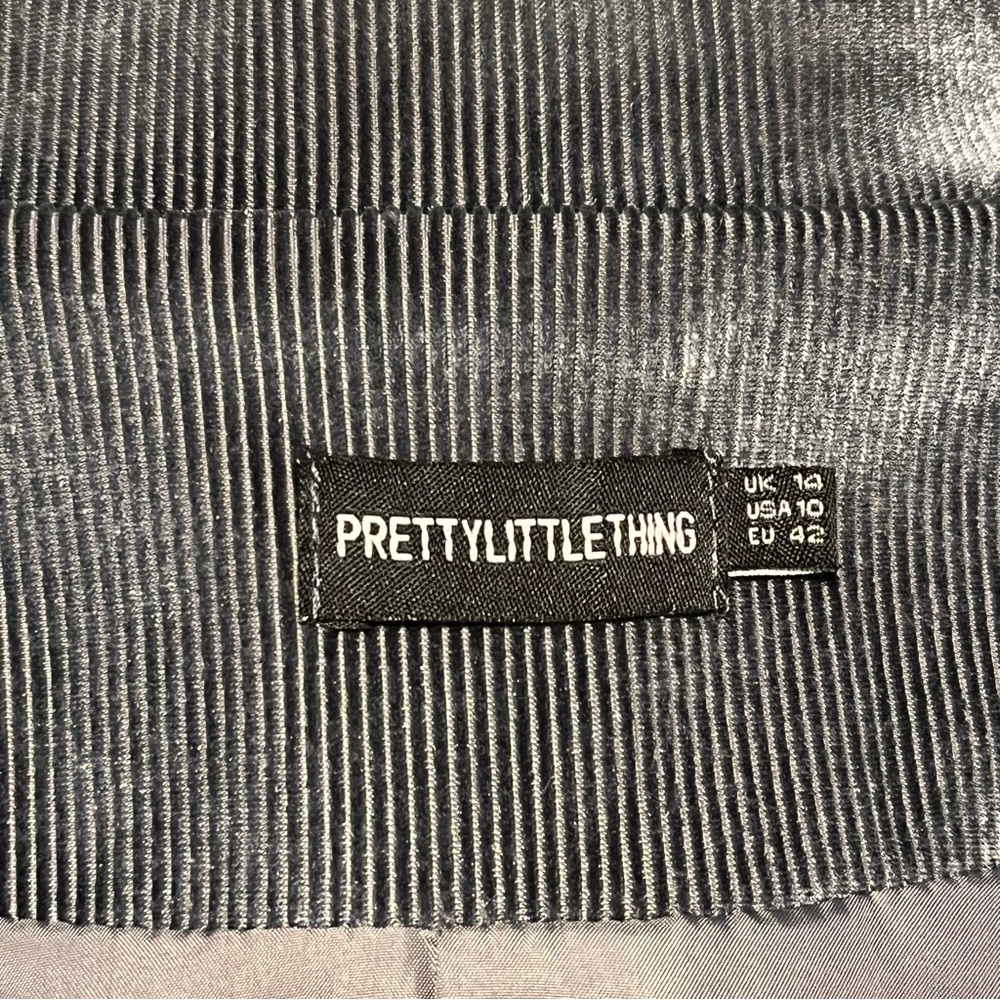 PRETTYLITTLETHING
UK 14
USA 10
EU 42